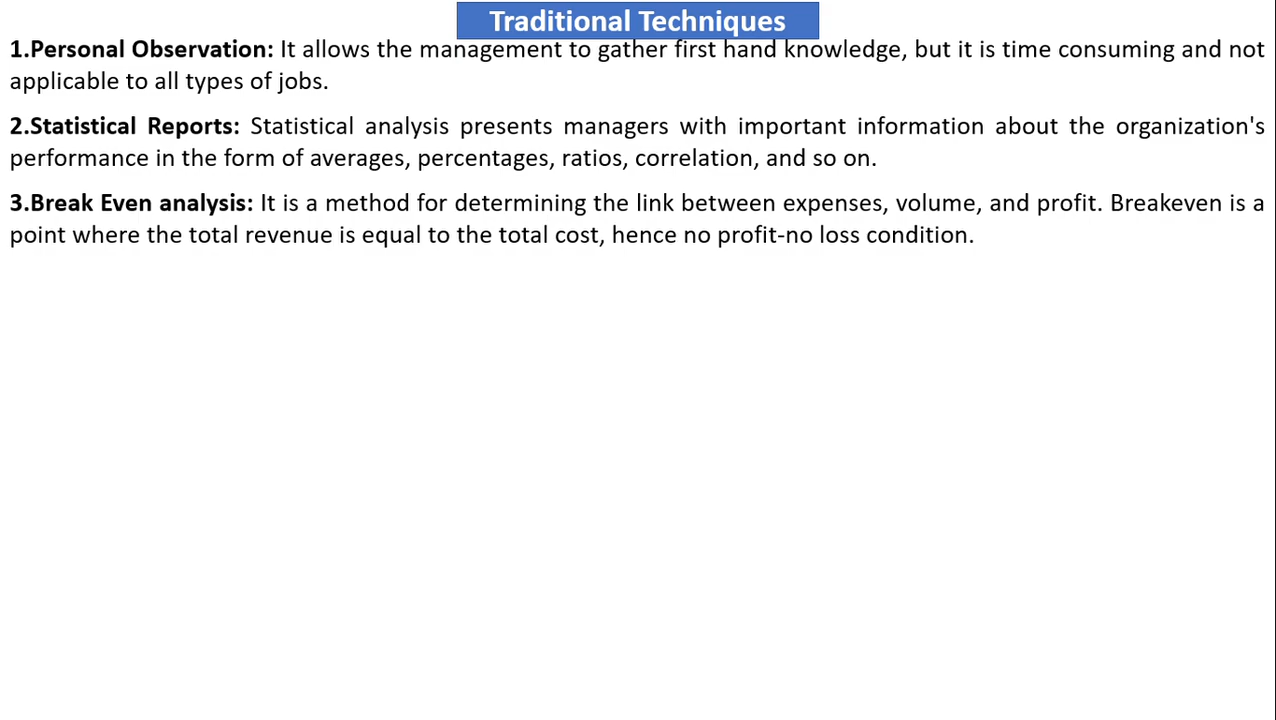 Traditional Techniques
1.Personal Observation: It allows the management to gather first hand knowledge, but it is time consuming and not
applicable to all types of jobs.
2.Statistical Reports: Statistical analysis presents managers with important information about the organization's
performance in the form of averages, percentages, ratios, correlation, and so on.
3.Break Even analysis: It is a method for determining the link between expenses, volume, and profit. Breakeven is a
point where the total revenue is equal to the total cost, hence no profit-no loss condition.